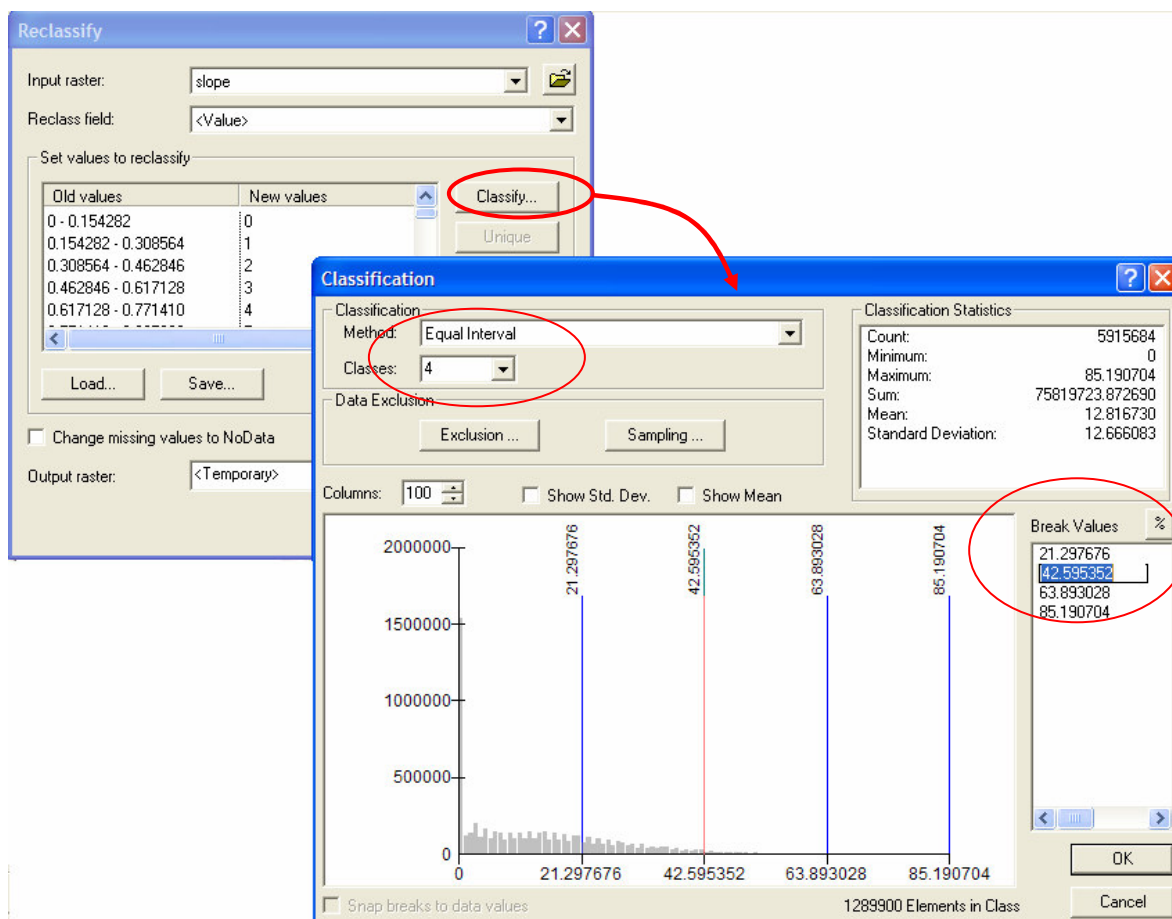 Reclassify
Input raster: slope
Reclass field: <Value>
Set values to reclassify
Old values New values
0 - 0.154282 0
0.154282 - 0.308564 1
0.308564 - 0.462846 2
0.462846 - 0.617128 3
0.617128 - 0.771410 4
Classify...
Unique
Load... Save...
Change missing values to NoData
Output raster: <Temporary>
Classification
Classification
Method: Equal Interval
Classes: 4
Data Exclusion
Exclusion ... Sampling ...
Classification Statistics
Count: 5915684
Minimum: 0
Maximum: 85.190704
Sum: 75819723.872690
Mean: 12.816730
Standard Deviation: 12.666083
Columns: 100 Show Std. Dev. Show Mean
Break Values %
21.297676
42.595352
63.893028
85.190704
21.297676 42.595352 63.893028 85.190704
2000000
1500000
1000000
500000
0
0 21.297676 42.595352 63.893028 85.190704
Snap breaks to data values
1289900 Elements in Class
OK
Cancel